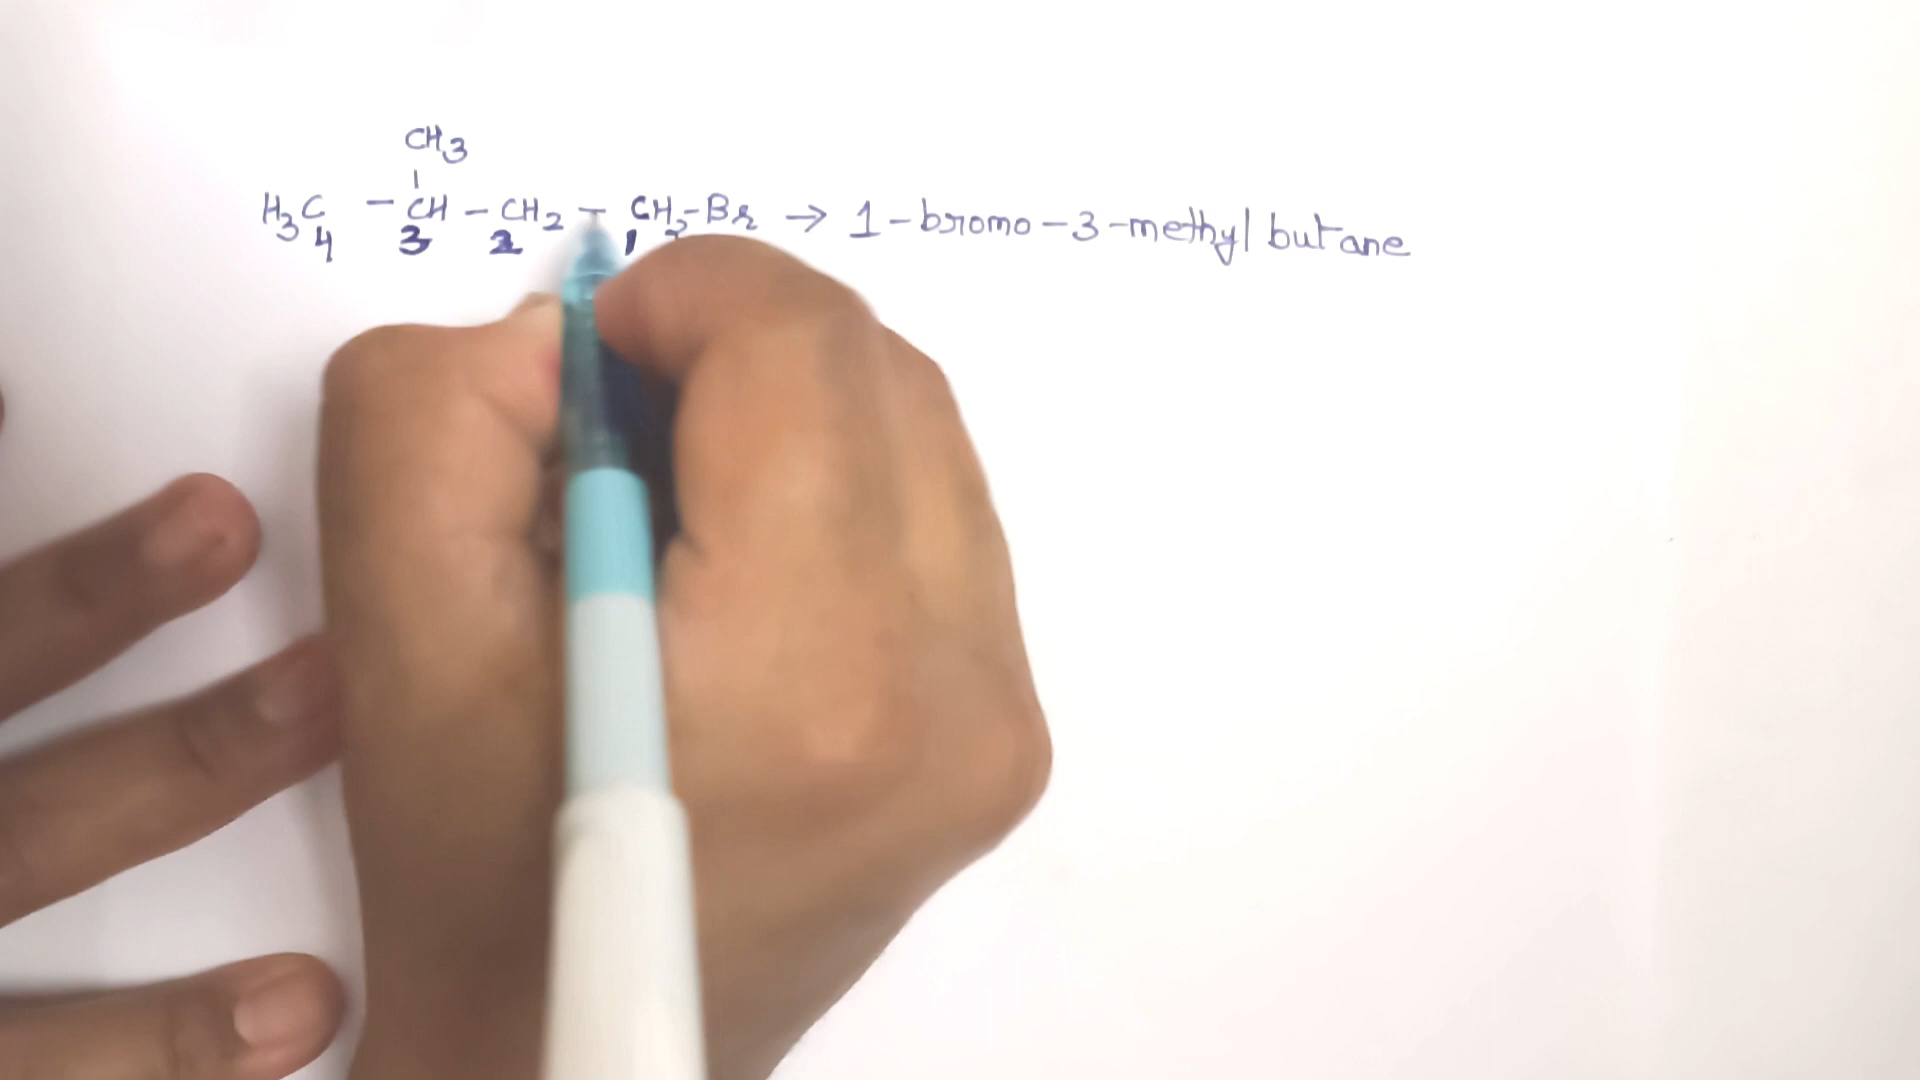 CH3
H3C - CH - CH2 - CH2-Br → 1-bromo-3-methyl butane
4 3 2 1